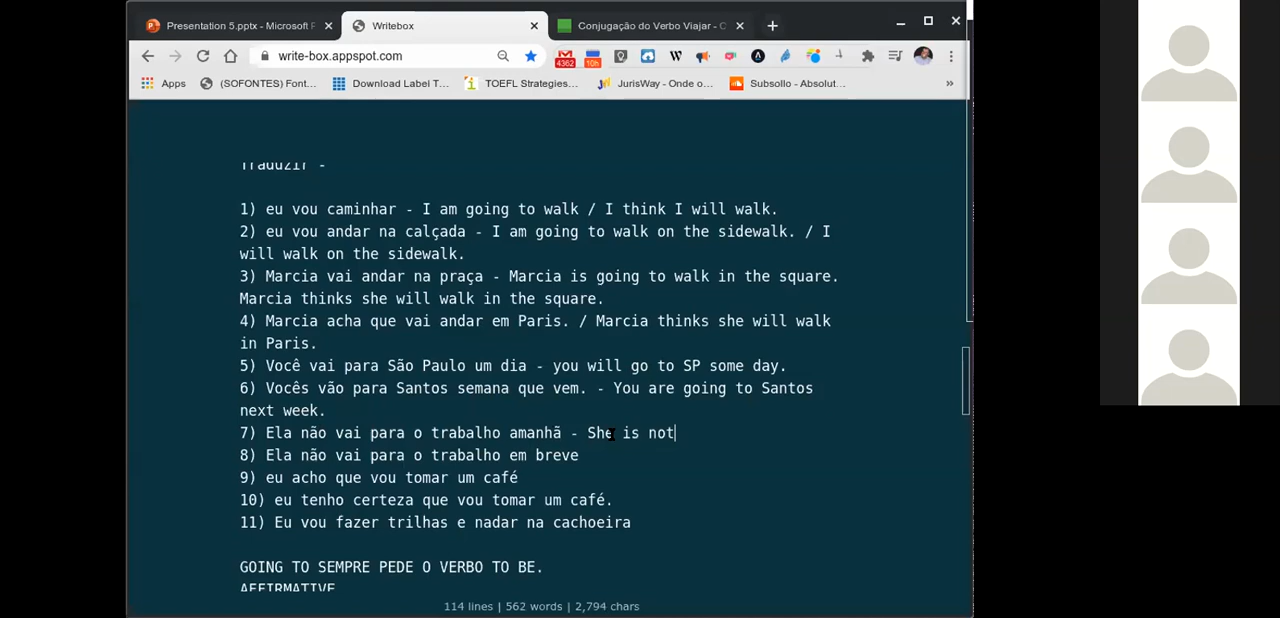 Presentation 5.pptx - Microsoft P
Writebox
Conjugação do Verbo Viajar - C
write-box.appspot.com
4362
10h
W
Apps
(SOFONTES) Font...
Download Label T...
TOEFL Strategies...
JurisWay - Onde o...
Subsollo - Absolut...
»
Traduzir -
1) eu vou caminhar - I am going to walk / I think I will walk.
2) eu vou andar na calçada - I am going to walk on the sidewalk. / I
will walk on the sidewalk.
3) Marcia vai andar na praça - Marcia is going to walk in the square.
Marcia thinks she will walk in the square.
4) Marcia acha que vai andar em Paris. / Marcia thinks she will walk
in Paris.
5) Você vai para São Paulo um dia - you will go to SP some day.
6) Vocês vão para Santos semana que vem. - You are going to Santos
next week.
7) Ela não vai para o trabalho amanhã - She is not
8) Ela não vai para o trabalho em breve
9) eu acho que vou tomar um café
10) eu tenho certeza que vou tomar um café.
11) Eu vou fazer trilhas e nadar na cachoeira
GOING TO SEMPRE PEDE O VERBO TO BE.
AFFIRMATIVE
114 lines | 562 words | 2,794 chars